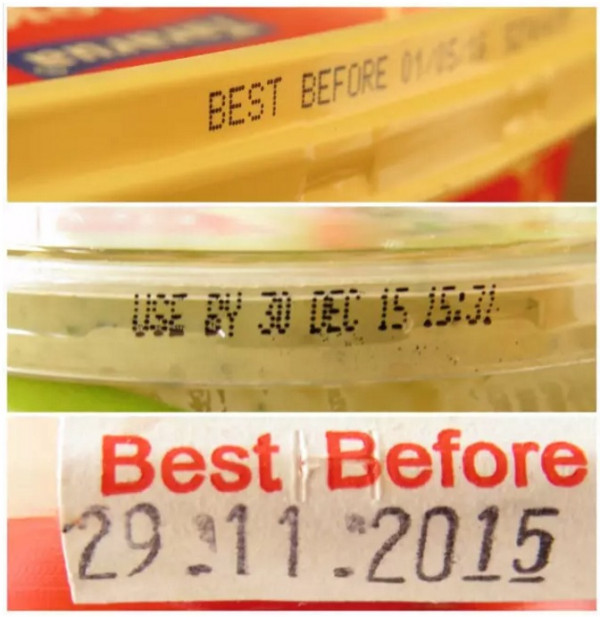 BEST BEFORE 01/05/16
USE BY 30 DEC 15 15:31
Best Before
29.11.2015